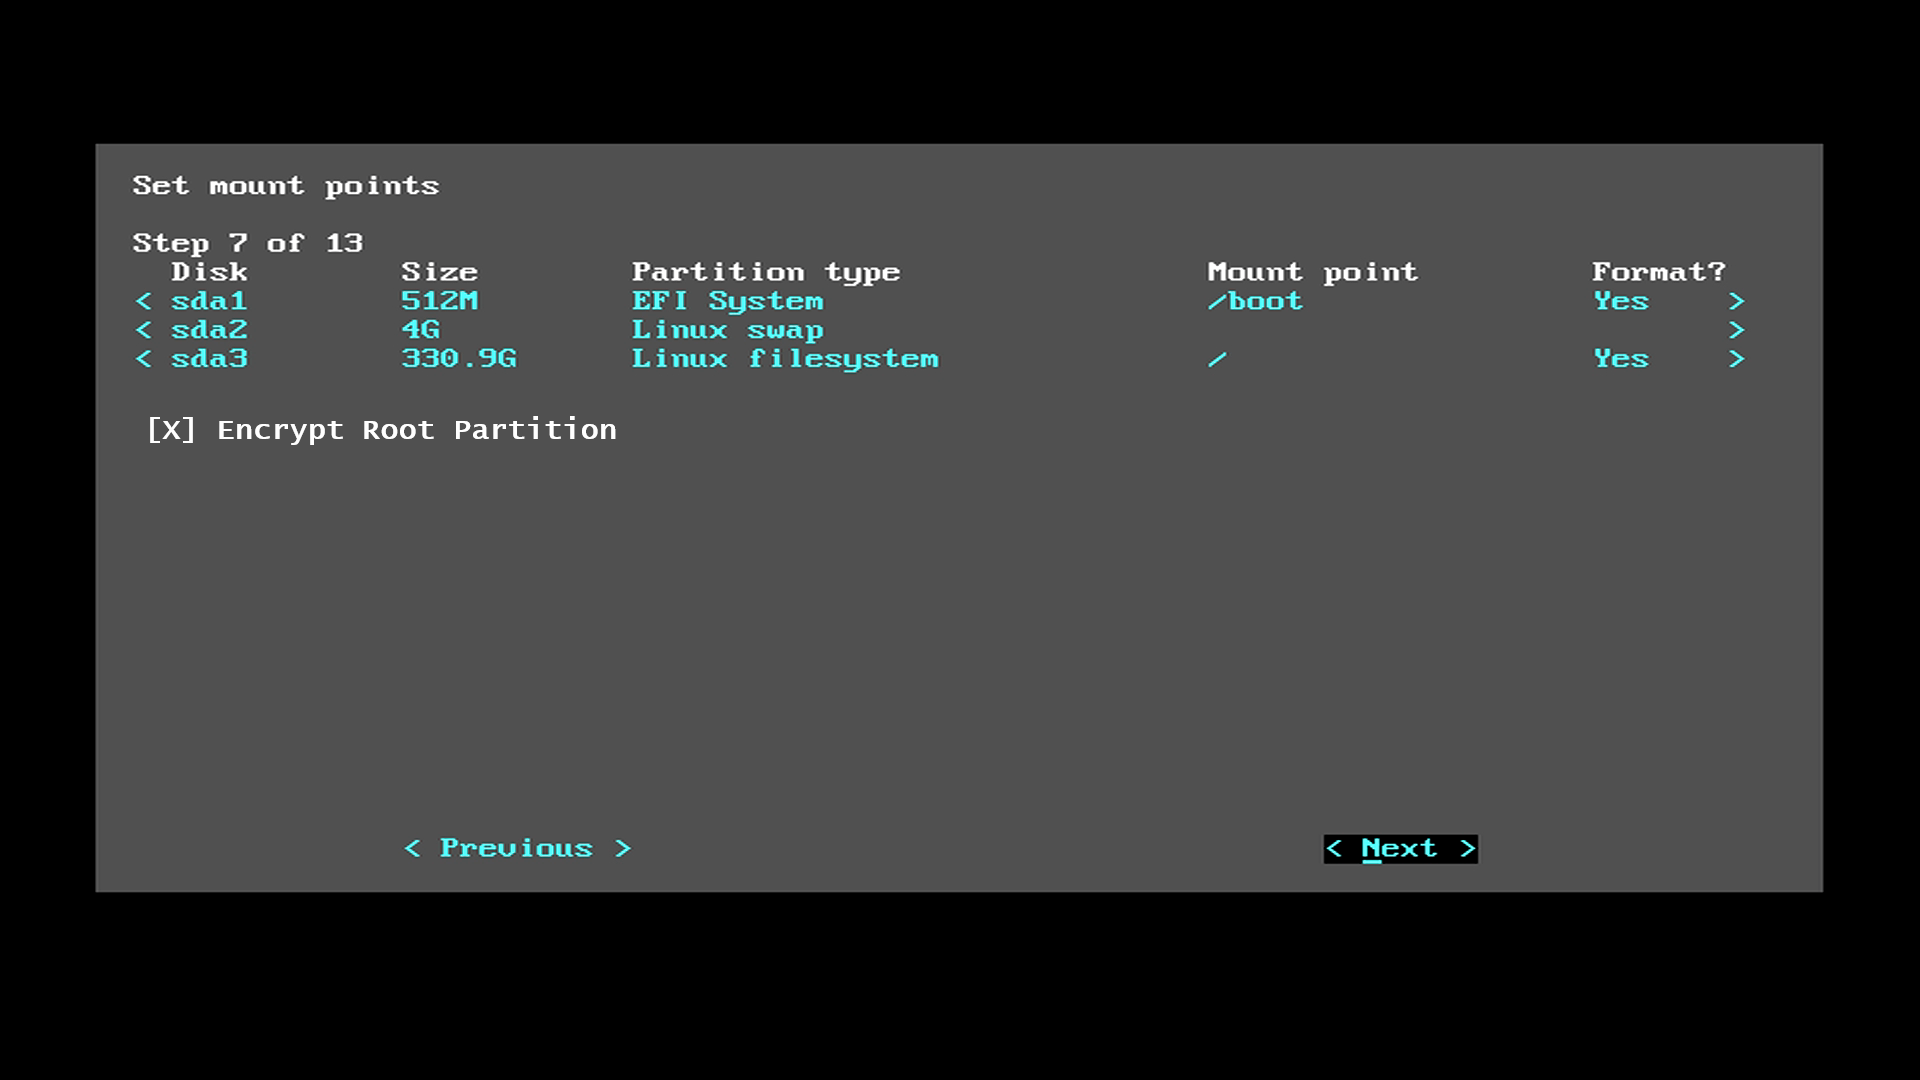 Set mount points
Step 7 of 13
Disk Size Partition type Mount point Format?
< sda1 512M EFI System /boot Yes >
< sda2 4G Linux swap >
< sda3 330.9G Linux filesystem / Yes >
[X] Encrypt Root Partition
< Previous > < Next >